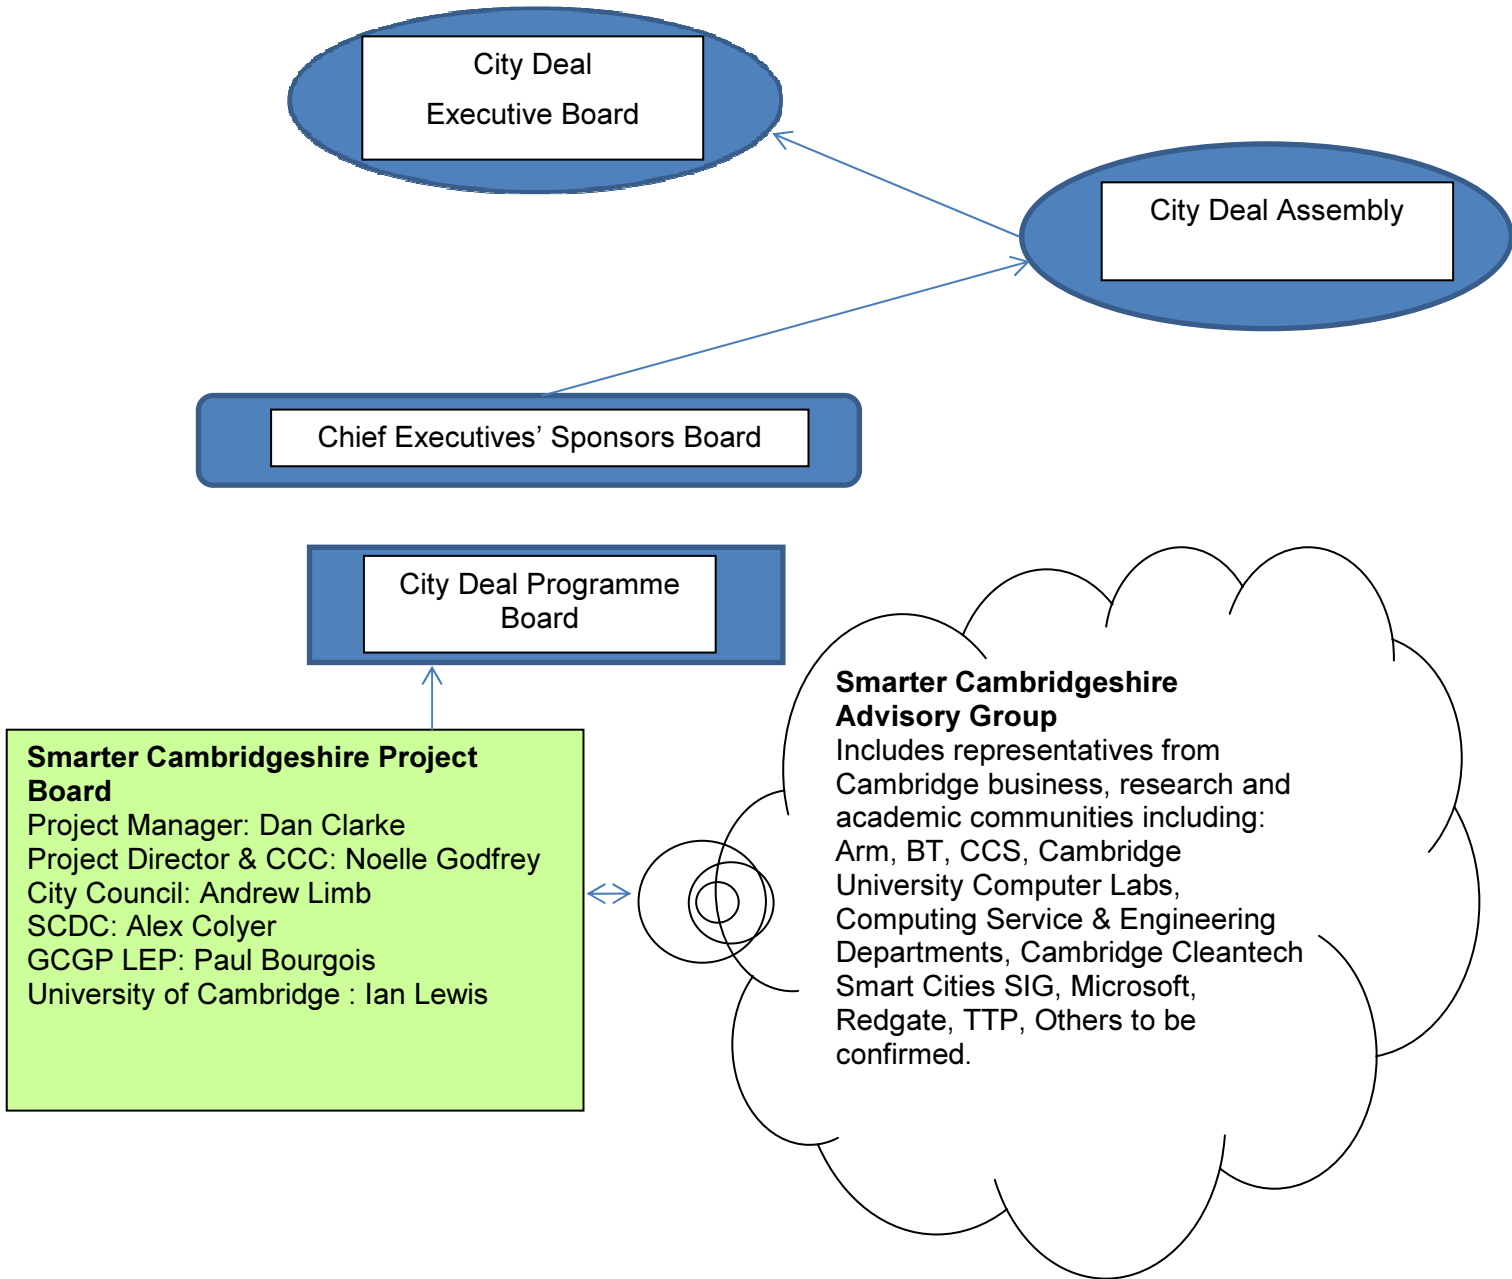 City Deal
Executive Board
City Deal Assembly
Chief Executives’ Sponsors Board
City Deal Programme
Board
Smarter Cambridgeshire Project
Board
Project Manager: Dan Clarke
Project Director & CCC: Noelle Godfrey
City Council: Andrew Limb
SCDC: Alex Colyer
GCGP LEP: Paul Bourgois
University of Cambridge : Ian Lewis
Smarter Cambridgeshire
Advisory Group
Includes representatives from
Cambridge business, research and
academic communities including:
Arm, BT, CCS, Cambridge
University Computer Labs,
Computing Service & Engineering
Departments, Cambridge Cleantech
Smart Cities SIG, Microsoft,
Redgate, TTP, Others to be
confirmed.